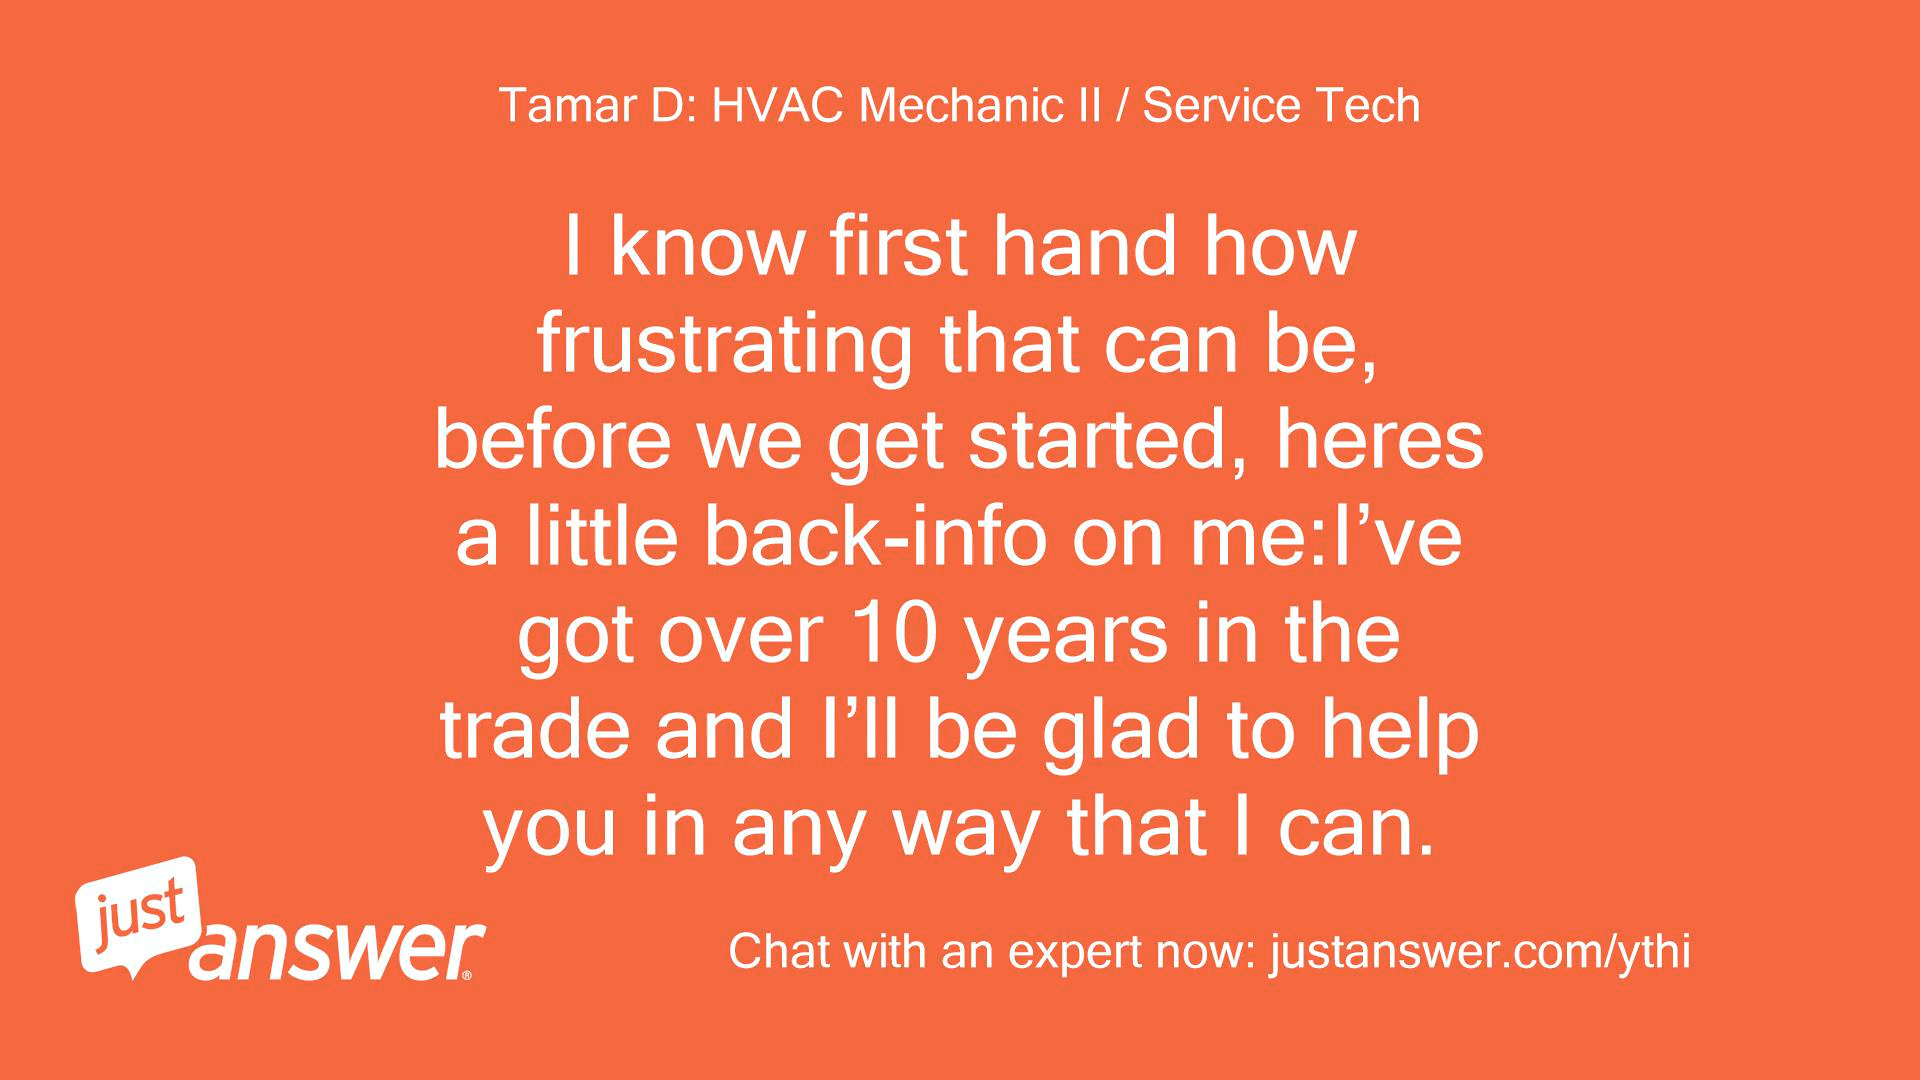 Tamar D: HVAC Mechanic II / Service Tech
I know first hand how
frustrating that can be,
before we get started, heres
a little back-info on me:I’ve
got over 10 years in the
trade and I’ll be glad to help
you in any way that I can.
just
answer®
Chat with an expert now: justanswer.com/ythi